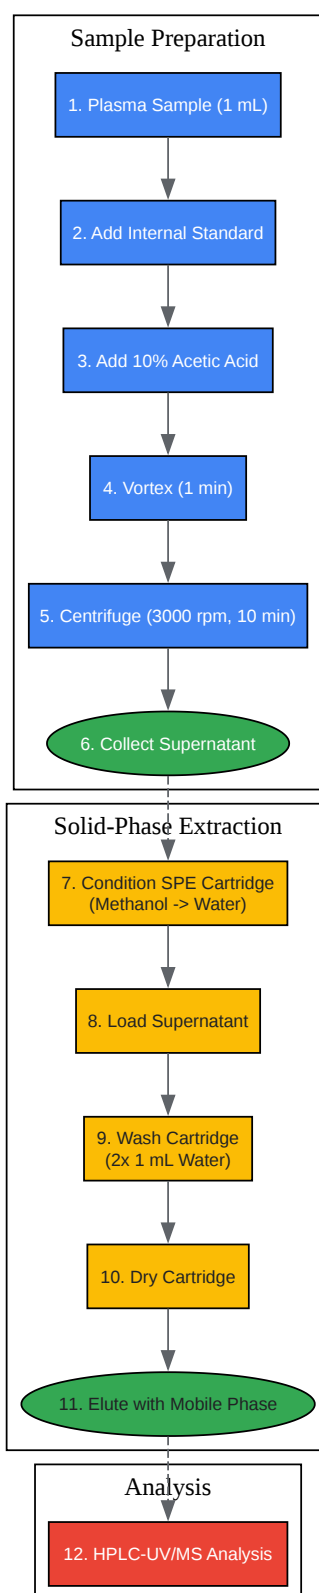 Sample Preparation
1. Plasma Sample (1 mL)
2. Add Internal Standard
3. Add 10% Acetic Acid
4. Vortex (1 min)
5. Centrifuge (3000 rpm, 10 min)
6. Collect Supernatant
Solid-Phase Extraction
7. Condition SPE Cartridge
(Methanol -> Water)
8. Load Supernatant
9. Wash Cartridge
(2x 1 mL Water)
10. Dry Cartridge
11. Elute with Mobile Phase
Analysis
12. HPLC-UV/MS Analysis